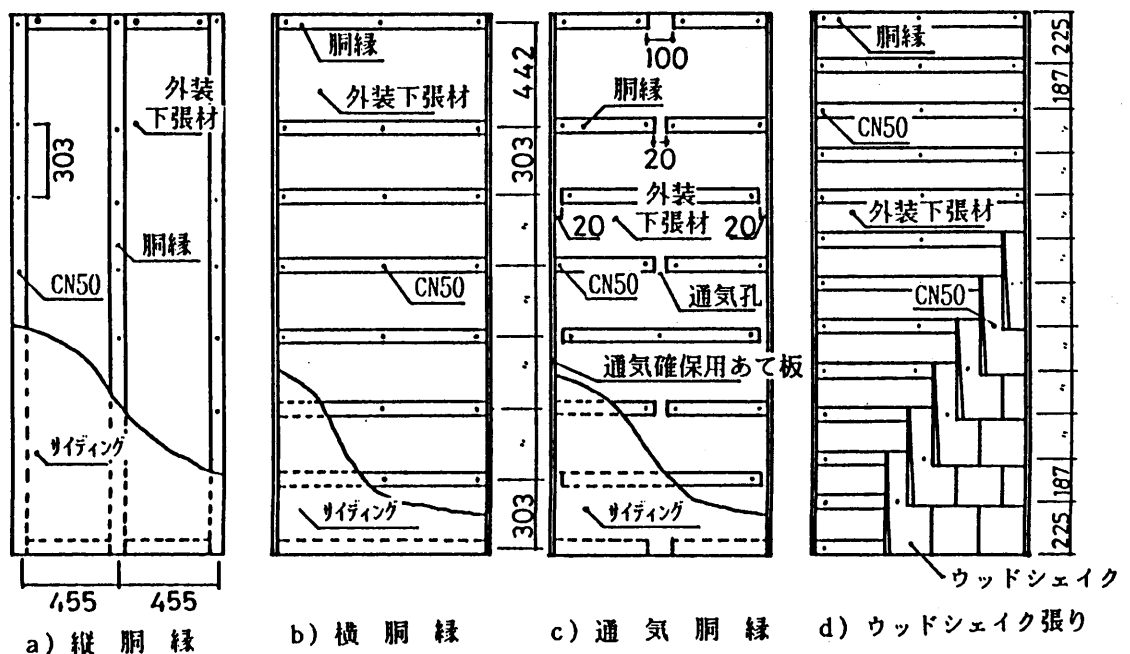 胴縁
外装
下張材
303
胴縁
CN50
サイディング
455
455
a) 縦胴縁
胴縁
外装下張材
CN50
サイディング
b) 横胴縁
442
303
〃
〃
〃
〃
303
100
胴縁
20
外装
下張材
20
20
CN50
通気孔
通気確保用あて板
サイディング
c) 通気胴縁
胴縁
CN50
外装下張材
CN50
ウッドシェイク
225
187
〃
〃
〃
〃
〃
〃
〃
187
225
d) ウッドシェイク張り